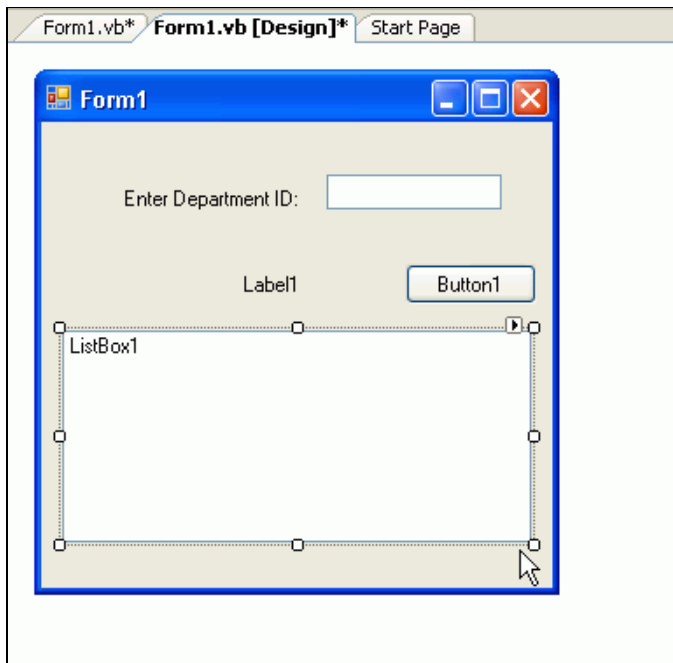 Form1.vb* Form1.vb [Design]* Start Page
Form1
Enter Department ID:
Label1 Button1
ListBox1